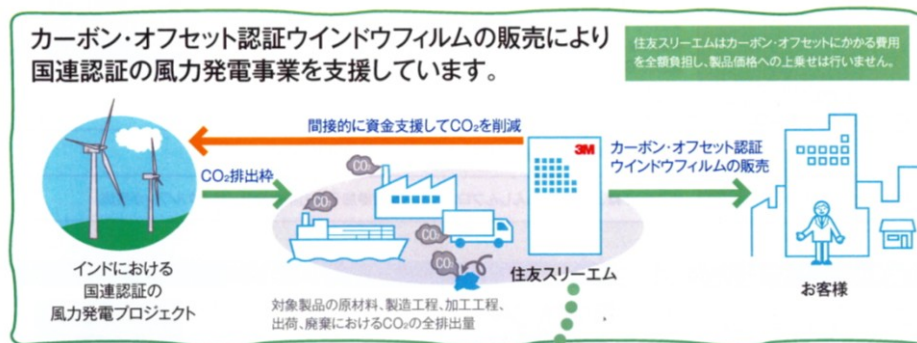 カーボン・オフセット認証ウインドウフィルムの販売により
国連認証の風力発電事業を支援しています。
住友スリーエムはカーボン・オフセットにかかる費用
を全額負担し、製品価格への上乗せは行いません。
間接的に資金支援してCO₂を削減
3M
カーボン・オフセット認証
ウインドウフィルムの販売
CO₂排出枠
CO₂
CO₂
CO₂
CO₂
インドにおける
国連認証の
風力発電プロジェクト
対象製品の原材料、製造工程、加工工程、
出荷、廃棄におけるCO₂の全排出量
住友スリーエム
お客様